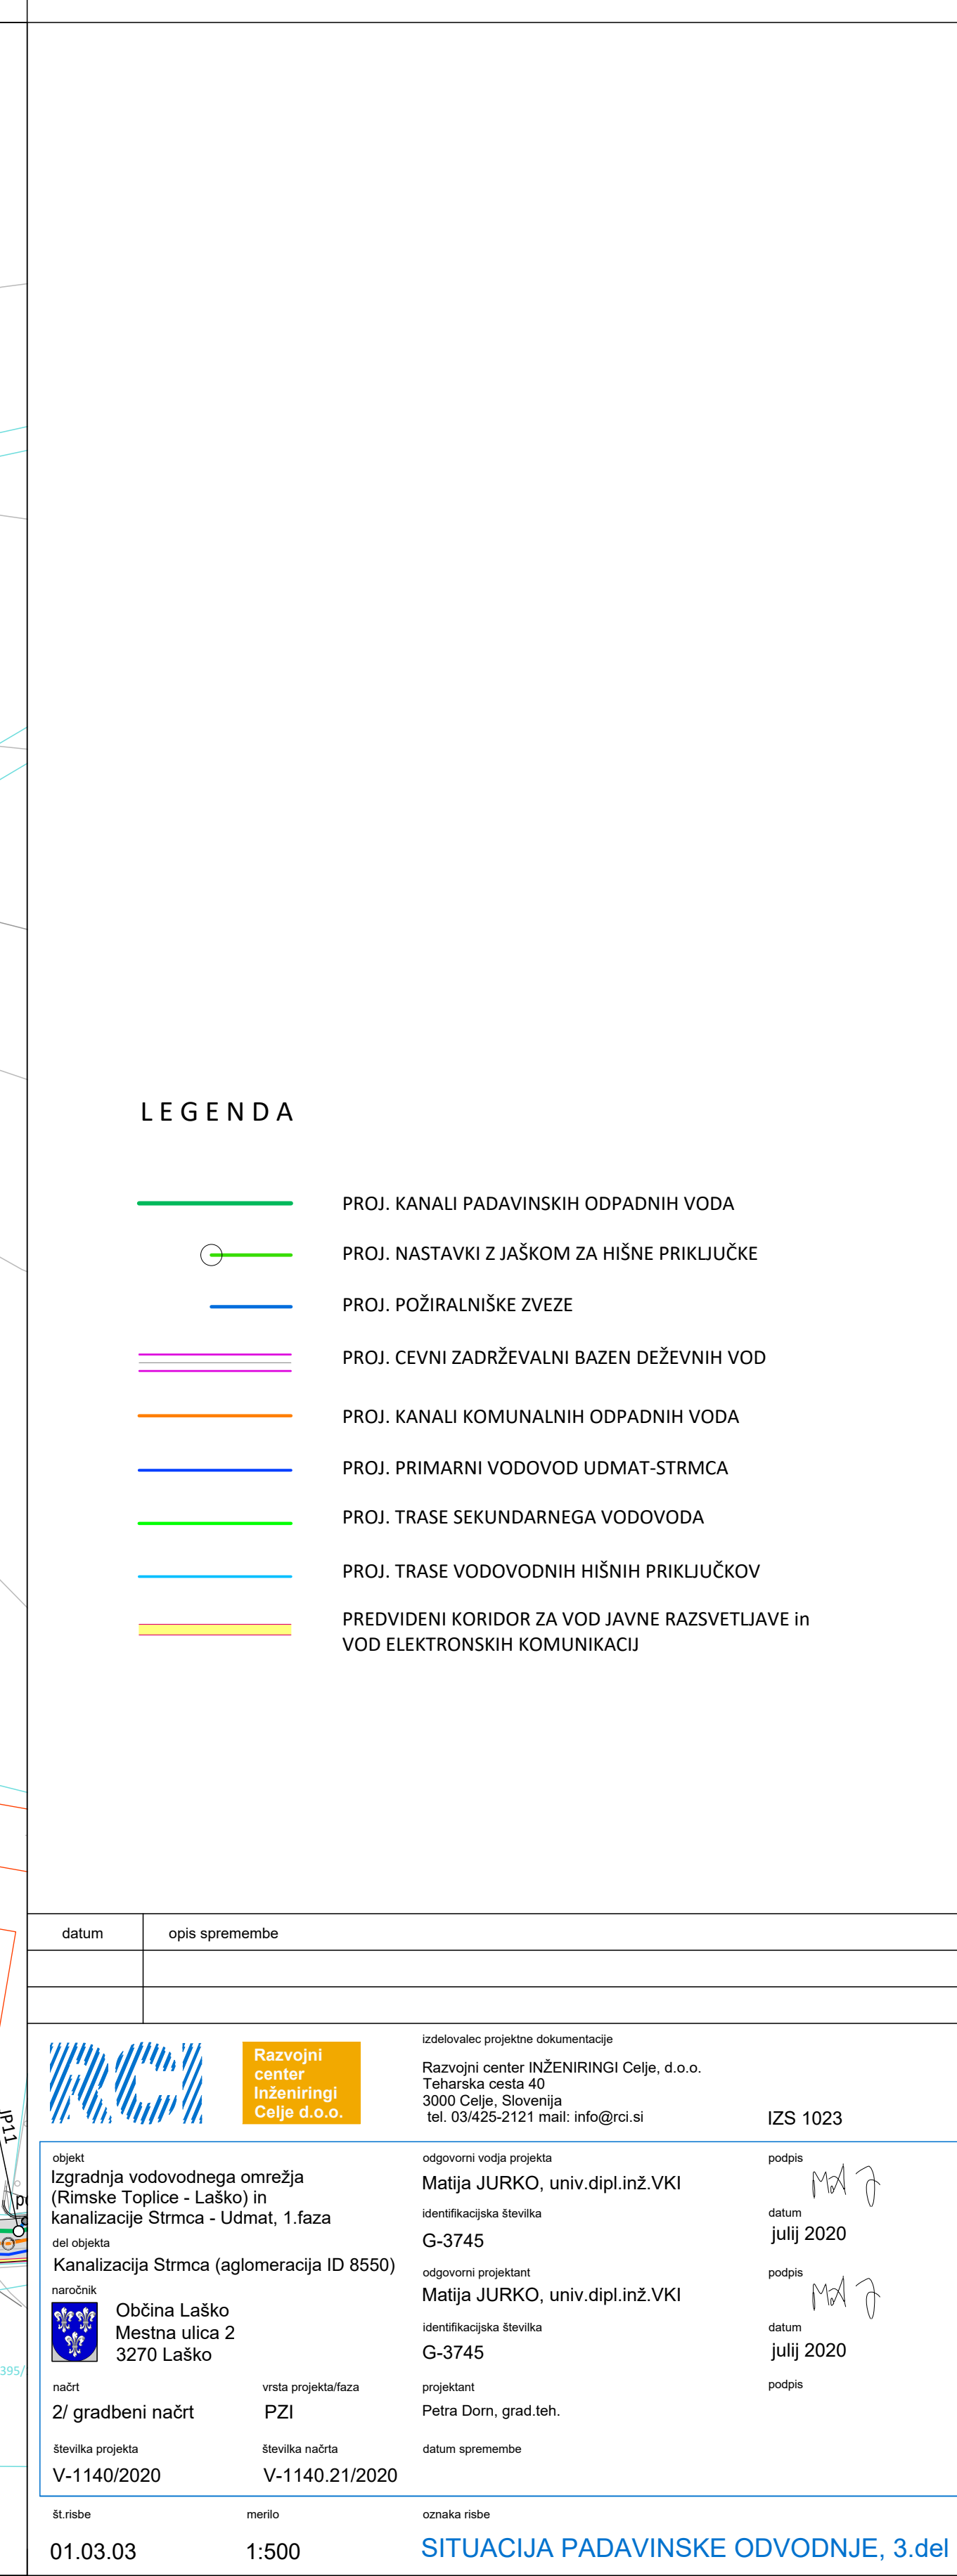 L E G E N D A
PROJ. KANALI PADAVINSKIH ODPADNIH VODA
PROJ. NASTAVKI Z JAŠKOM ZA HIŠNE PRIKLJUČKE
PROJ. POŽIRALNIŠKE ZVEZE
PROJ. CEVNI ZADRŽEVALNI BAZEN DEŽEVNIH VOD
PROJ. KANALI KOMUNALNIH ODPADNIH VODA
PROJ. PRIMARNI VODOVOD UDMAT-STRMCA
PROJ. TRASE SEKUNDARNEGA VODOVODA
PROJ. TRASE VODOVODNIH HIŠNIH PRIKLJUČKOV
PREDVIDENI KORIDOR ZA VOD JAVNE RAZSVETLJAVE in
VOD ELEKTRONSKIH KOMUNIKACIJ
datum opis spremembe
RCI
Razvojni
center
Inženiringi
Celje d.o.o.
izdelovalec projektne dokumentacije
Razvojni center INŽENIRINGI Celje, d.o.o.
Teharska cesta 40
3000 Celje, Slovenija
tel. 03/425-2121 mail: info@rci.si
IZS 1023
JP11
395/
objekt
Izgradnja vodovodnega omrežja
(Rimske Toplice - Laško) in
kanalizacije Strmca - Udmat, 1.faza
del objekta
Kanalizacija Strmca (aglomeracija ID 8550)
naročnik
Občina Laško
Mestna ulica 2
3270 Laško
odgovorni vodja projekta
Matija JURKO, univ.dipl.inž.VKI
identifikacijska številka
G-3745
podpis
datum
julij 2020
odgovorni projektant
Matija JURKO, univ.dipl.inž.VKI
identifikacijska številka
G-3745
podpis
datum
julij 2020
načrt
2/ gradbeni načrt
vrsta projekta/faza
PZI
projektant
Petra Dorn, grad.teh.
podpis
številka projekta
V-1140/2020
številka načrta
V-1140.21/2020
datum spremembe
št.risbe
01.03.03
merilo
1:500
oznaka risbe
SITUACIJA PADAVINSKE ODVODNJE, 3.del